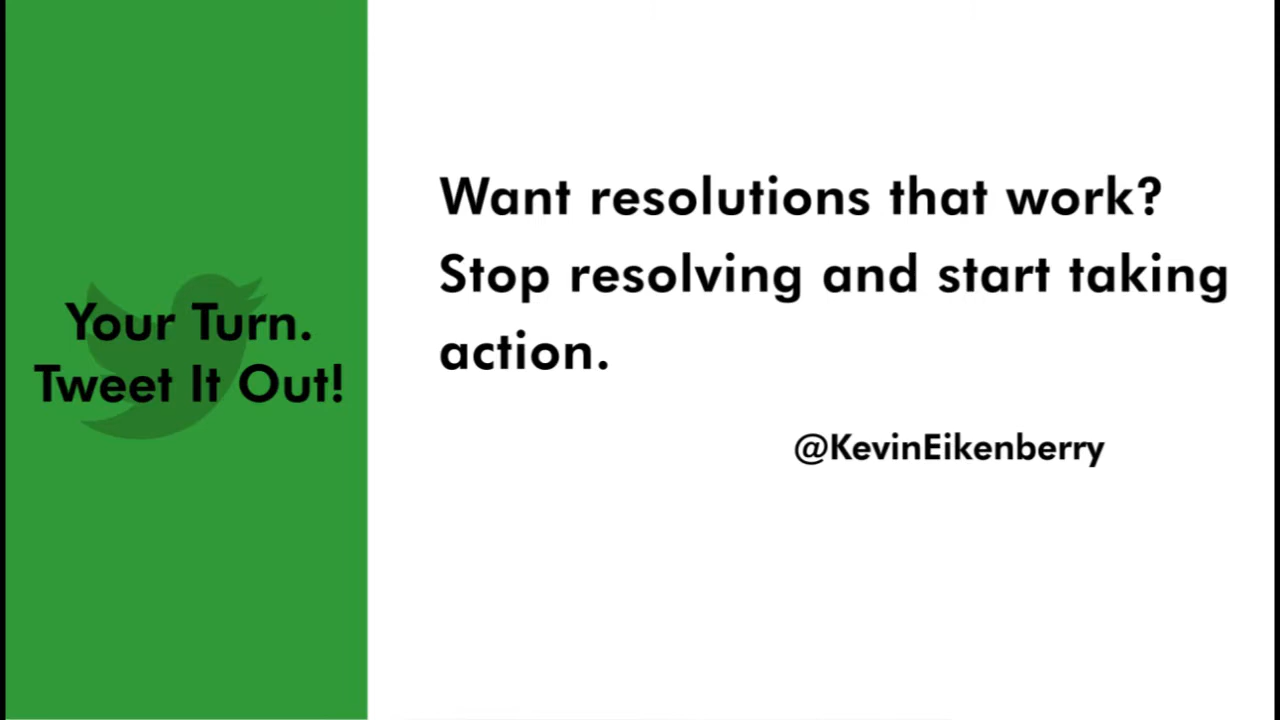 Your Turn.
Tweet It Out!
Want resolutions that work?
Stop resolving and start taking
action.
@KevinEikenberry